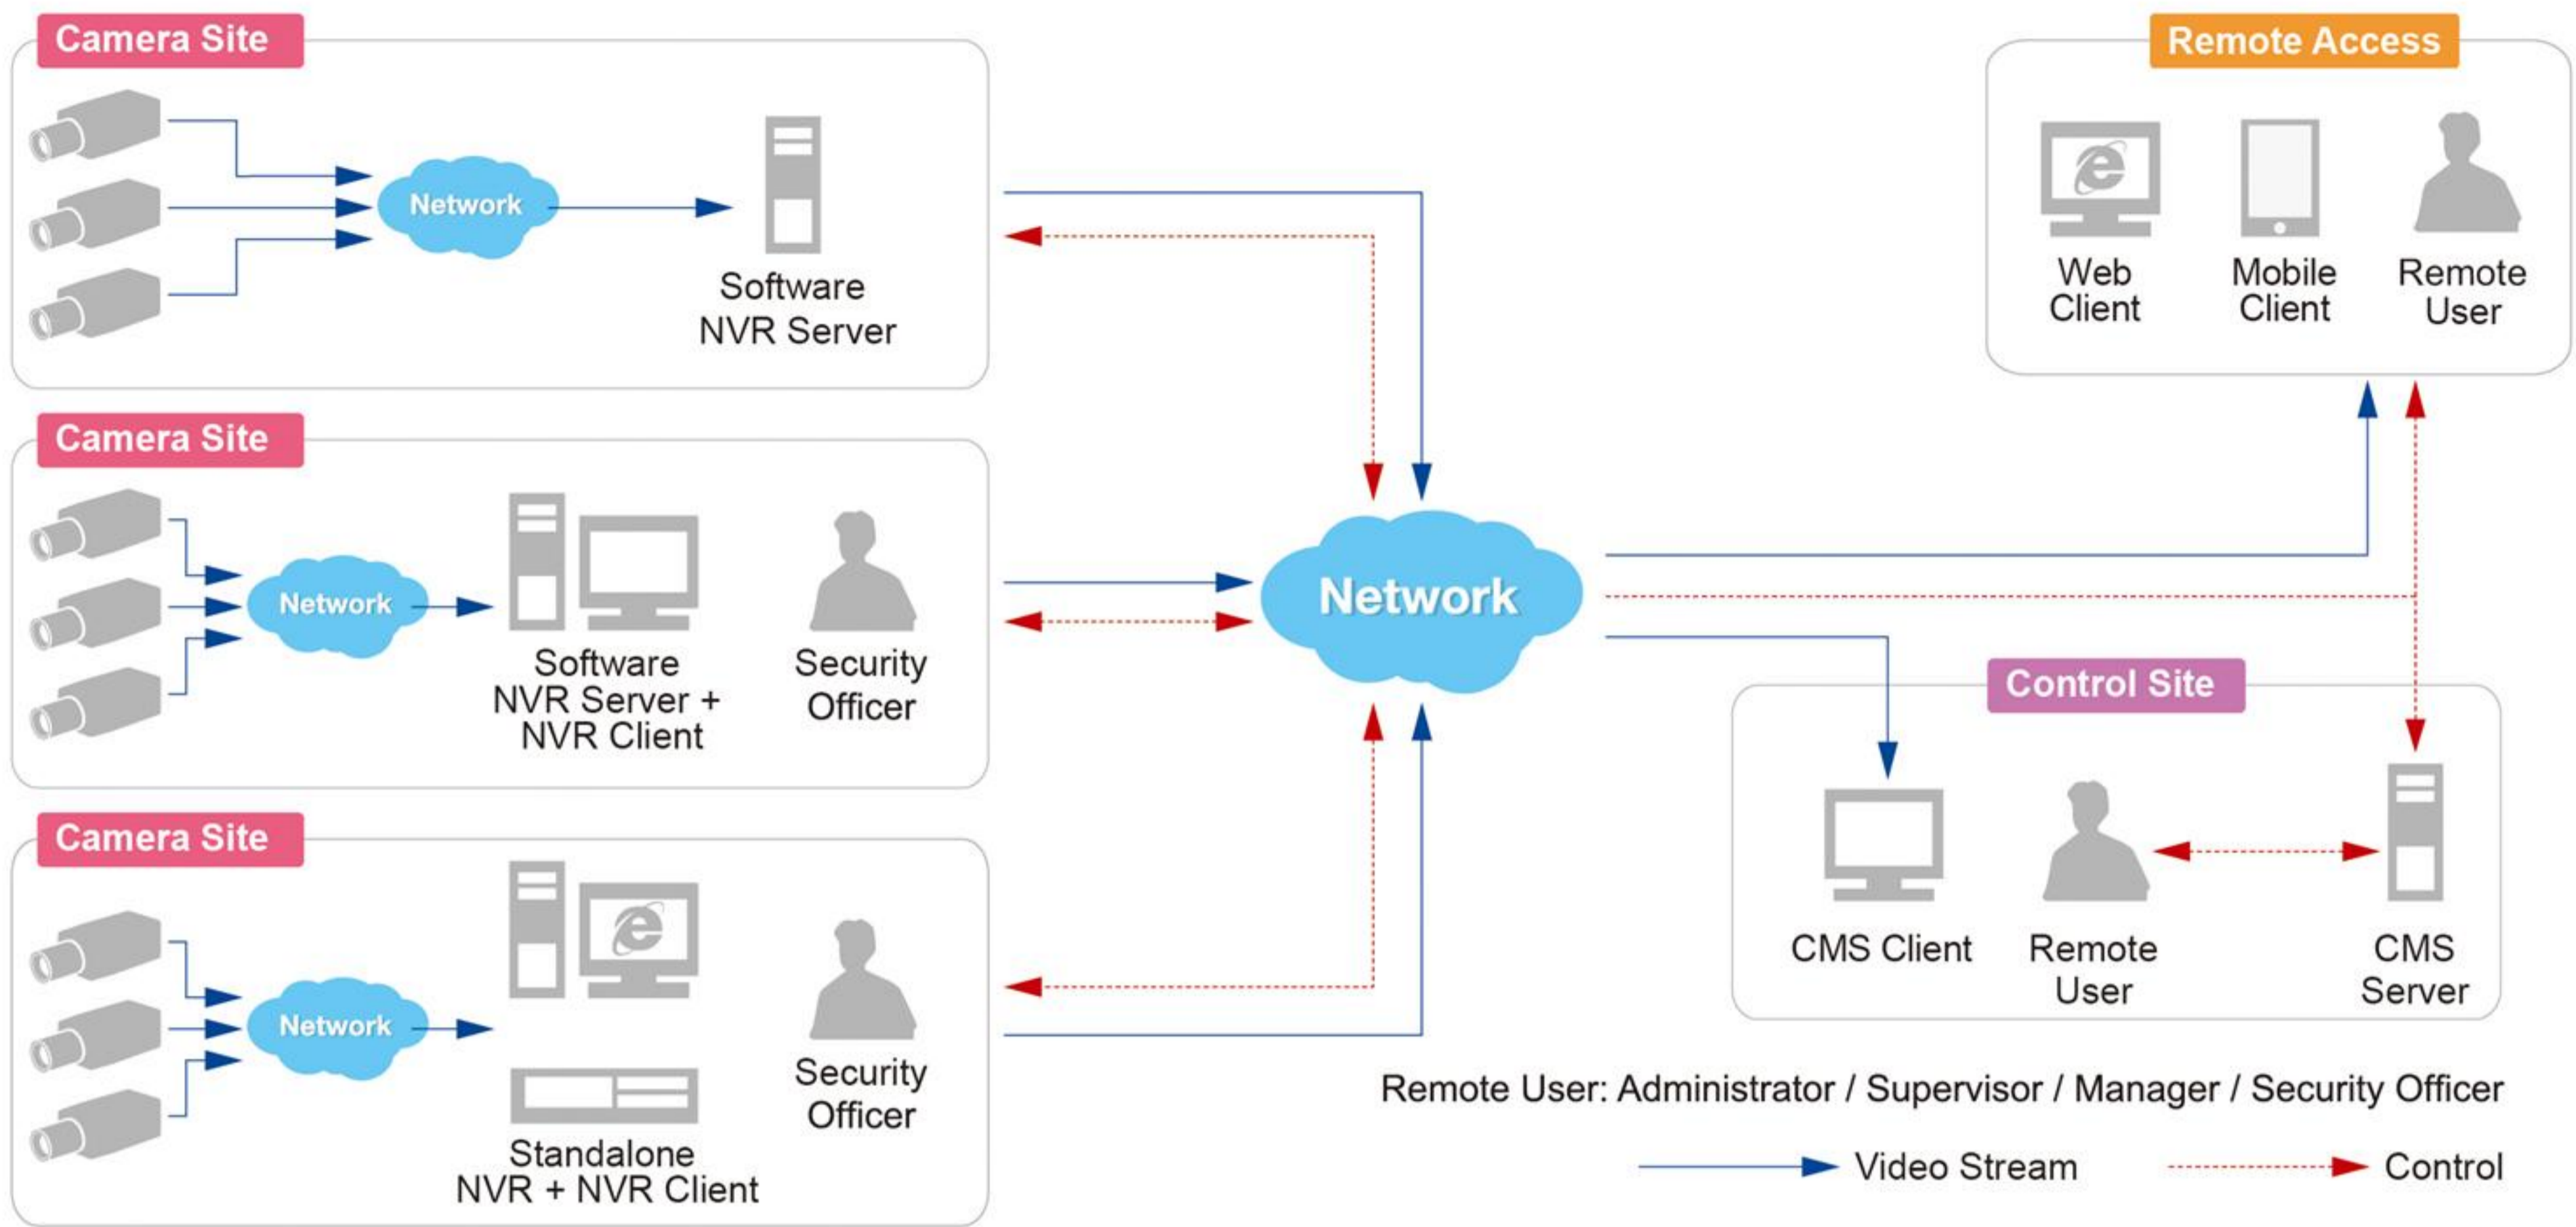 Camera Site
Network
Software
NVR Server
Camera Site
Network
Software
NVR Server +
NVR Client
Security
Officer
Camera Site
Network
Standalone
NVR + NVR Client
Security
Officer
Network
Remote Access
Web
Client
Mobile
Client
Remote
User
Control Site
CMS Client
Remote
User
CMS
Server
Remote User: Administrator / Supervisor / Manager / Security Officer
Video Stream
Control